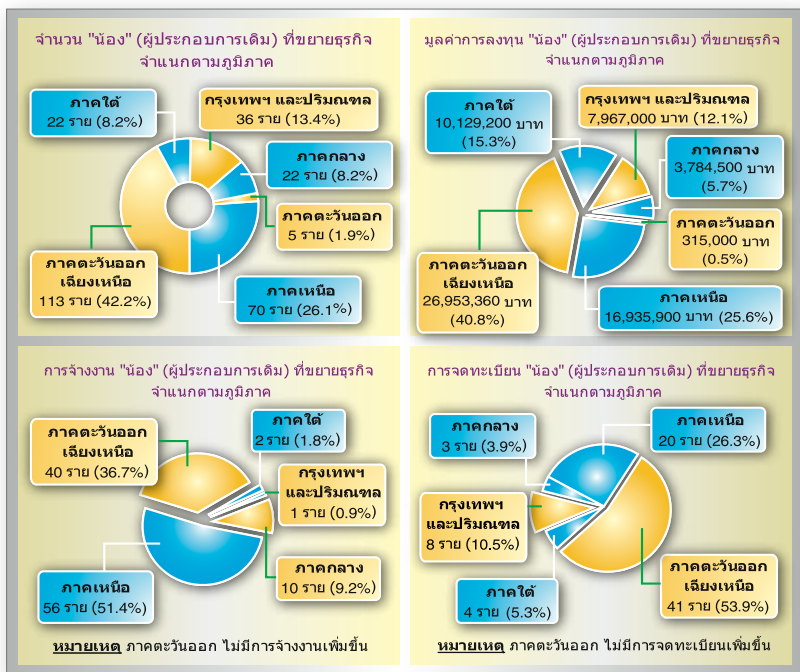 จำนวน "น้อง" (ผู้ประกอบการเดิม) ที่ขยายธุรกิจ
จำแนกตามภูมิภาค
ภาคใต้
22 ราย (8.2%)
กรุงเทพฯ และปริมณฑล
36 ราย (13.4%)
ภาคกลาง
22 ราย (8.2%)
ภาคตะวันออก
5 ราย (1.9%)
ภาคตะวันออก
เฉียงเหนือ
113 ราย (42.2%)
ภาคเหนือ
70 ราย (26.1%)
มูลค่าการลงทุน "น้อง" (ผู้ประกอบการเดิม) ที่ขยายธุรกิจ
จำแนกตามภูมิภาค
ภาคใต้
10,129,200 บาท
(15.3%)
กรุงเทพฯ และปริมณฑล
7,967,000 บาท (12.1%)
ภาคกลาง
3,784,500 บาท
(5.7%)
ภาคตะวันออก
315,000 บาท
(0.5%)
ภาคตะวันออก
เฉียงเหนือ
26,953,360 บาท
(40.8%)
ภาคเหนือ
16,935,900 บาท (25.6%)
การจ้างงาน "น้อง" (ผู้ประกอบการเดิม) ที่ขยายธุรกิจ
จำแนกตามภูมิภาค
ภาคตะวันออก
เฉียงเหนือ
40 ราย (36.7%)
ภาคใต้
2 ราย (1.8%)
กรุงเทพฯ
และปริมณฑล
1 ราย (0.9%)
ภาคกลาง
10 ราย (9.2%)
ภาคเหนือ
56 ราย (51.4%)
หมายเหตุ ภาคตะวันออก ไม่มีการจ้างงานเพิ่มขึ้น
การจดทะเบียน "น้อง" (ผู้ประกอบการเดิม) ที่ขยายธุรกิจ
จำแนกตามภูมิภาค
ภาคกลาง
3 ราย (3.9%)
ภาคเหนือ
20 ราย (26.3%)
กรุงเทพฯ
และปริมณฑล
8 ราย (10.5%)
ภาคใต้
4 ราย (5.3%)
ภาคตะวันออก
เฉียงเหนือ
41 ราย (53.9%)
หมายเหตุ ภาคตะวันออก ไม่มีการจดทะเบียนเพิ่มขึ้น